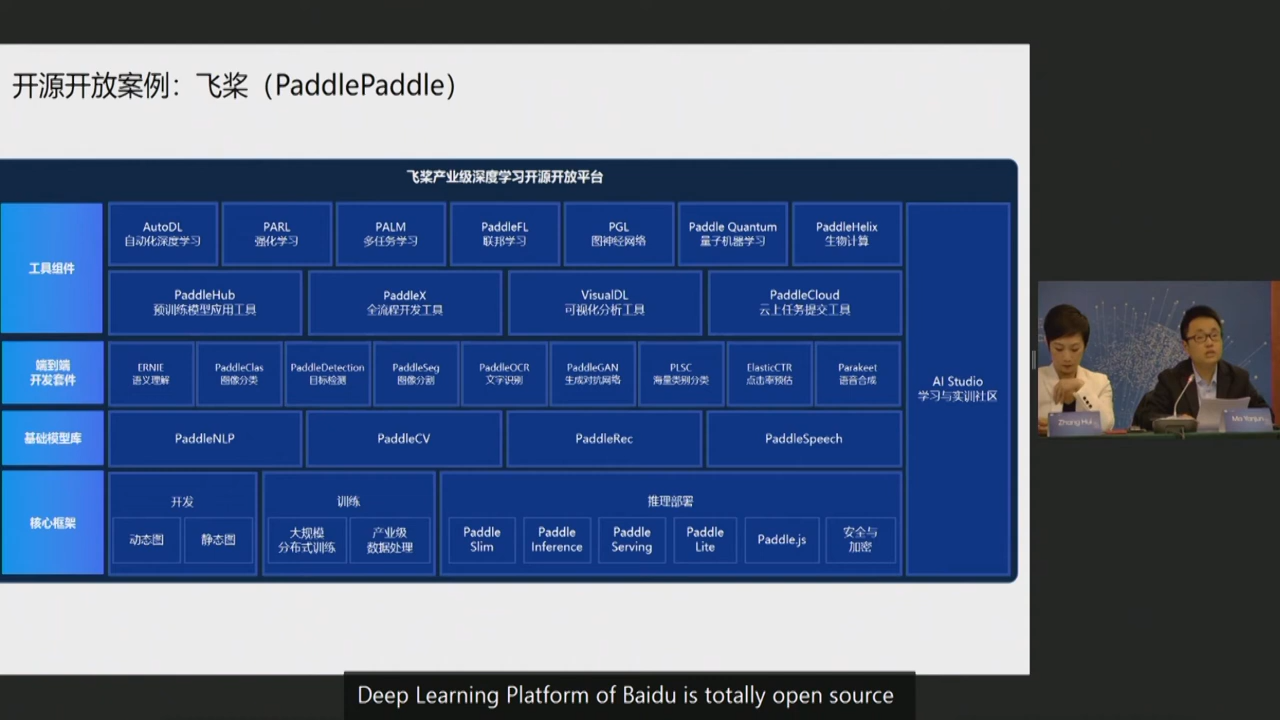 开源开放案例：飞桨（PaddlePaddle）
飞桨产业级深度学习开源开放平台
工具组件
AutoDL
自动化深度学习
PARL
强化学习
PALM
多任务学习
PaddleFL
联邦学习
PGL
图神经网络
Paddle Quantum
量子机器学习
PaddleHelix
生物计算
PaddleHub
预训练模型应用工具
PaddleX
全流程开发工具
VisualDL
可视化分析工具
PaddleCloud
云上任务提交工具
端到端
开发套件
ERNIE
语义理解
PaddleClas
图像分类
PaddleDetection
目标检测
PaddleSeg
图像分割
PaddleOCR
文字识别
PaddleGAN
生成对抗网络
PLSC
海量类别分类
ElasticCTR
点击率预估
Parakeet
语音合成
AI Studio
学习与实训社区
基础模型库
PaddleNLP
PaddleCV
PaddleRec
PaddleSpeech
核心框架
开发
动态图
静态图
训练
大规模
分布式训练
产业级
数据处理
推理部署
Paddle
Slim
Paddle
Inference
Paddle
Serving
Paddle
Lite
Paddle.js
安全与
加密
Zhang Hui
Ma Yanjun
Deep Learning Platform of Baidu is totally open source